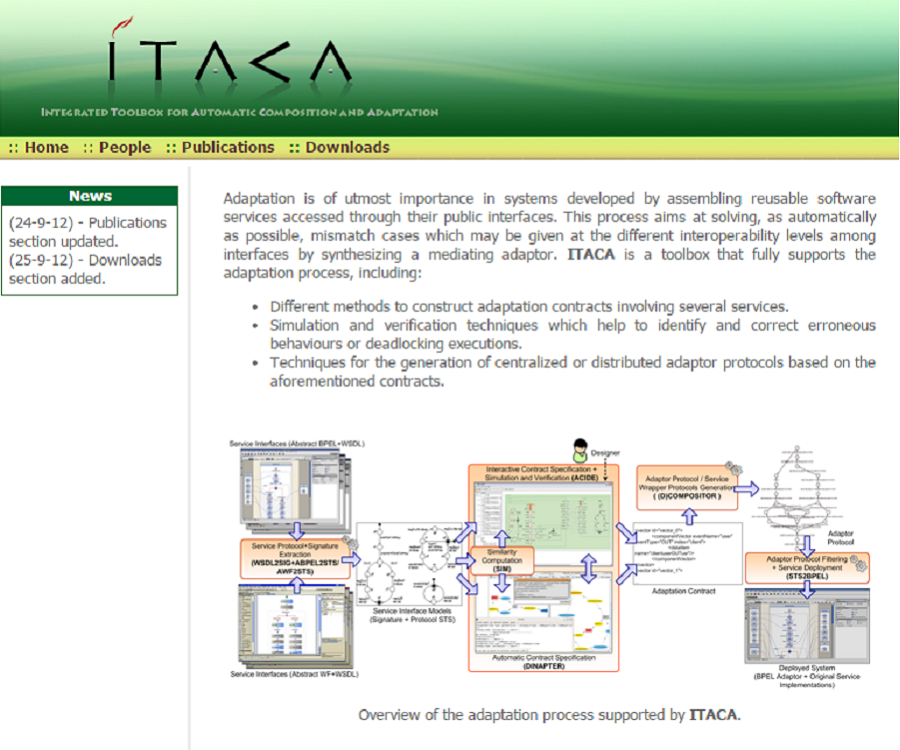 ITACA
INTEGRATED TOOLBOX FOR AUTOMATIC COMPOSITION AND ADAPTATION
:: Home :: People :: Publications :: Downloads
News
(24-9-12) - Publications
section updated.
(25-9-12) - Downloads
section added.
Adaptation is of utmost importance in systems developed by assembling reusable software
services accessed through their public interfaces. This process aims at solving, as automatically
as possible, mismatch cases which may be given at the different interoperability levels among
interfaces by synthesizing a mediating adaptor. ITACA is a toolbox that fully supports the
adaptation process, including:
• Different methods to construct adaptation contracts involving several services.
• Simulation and verification techniques which help to identify and correct erroneous
behaviours or deadlocking executions.
• Techniques for the generation of centralized or distributed adaptor protocols based on the
aforementioned contracts.
Service Interfaces (Abstract BPEL+WSDL)
Service Protocol+Signature
Extraction
(WSDL2SIG+ABPEL2STS/
AWF2STS)
Service Interfaces (Abstract WF+WSDL)
Service Interface Models
(Signature + Protocol STS)
Designer
Interactive Contract Specification +
Simulation and Verification (ACIDE)
Similarity
Computation
(SIM)
Automatic Contract Specification
(DINAPTER)
Adaptor Protocol / Service
Wrapper Protocols Generation
( (D)COMPOSITOR )
Adaptation Contract
Adaptor
Protocol
Adaptor Protocol Filtering
+ Service Deployment
(STS2BPEL)
Deployed System
(BPEL Adaptor + Original Service
Implementations)
Overview of the adaptation process supported by ITACA.